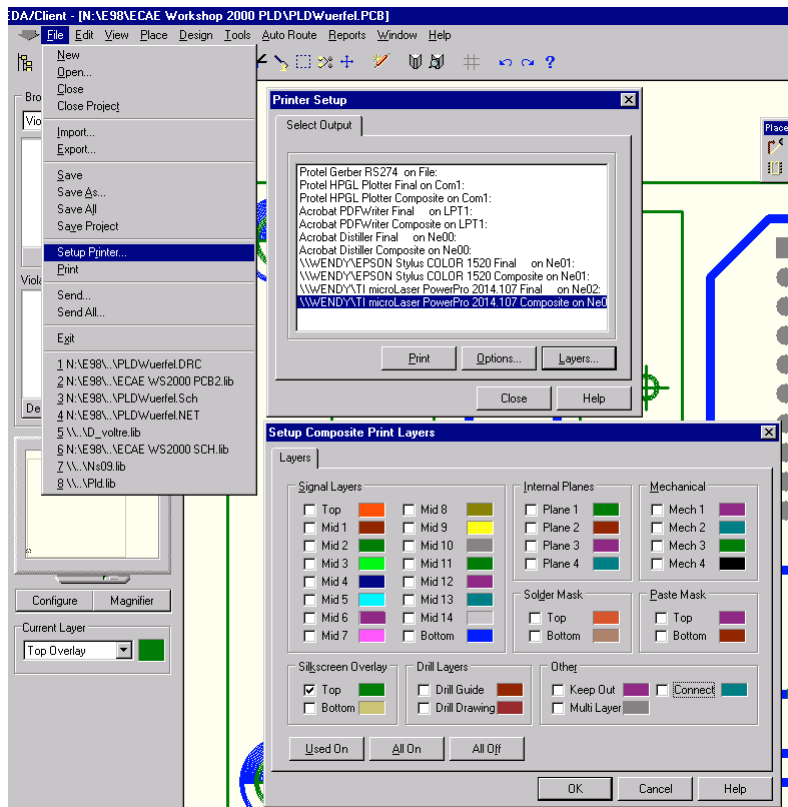 EDA/Client - [N:\E98\ECAE Workshop 2000 PLD\PLDWuerfel.PCB]
File Edit View Place Design Tools Auto Route Reports Window Help
New
Open...
Close
Close Project
Import...
Export...
Save
Save As...
Save All
Save Project
Setup Printer...
Print
Send...
Send All...
Exit
1 N:\E98\..\PLDWuerfel.DRC
2 N:\E98\..\ECAE WS2000 PCB2.lib
3 N:\E98\..\PLDWuerfel.Sch
4 N:\E98\..\PLDWuerfel.NET
5 \\..\D_voltre.lib
6 N:\E98\..\ECAE WS2000 SCH.lib
7 \\..\Ns09.lib
8 \\..\Pld.lib
Bro
Vio
Viola
De
Configure Magnifier
Current Layer
Top Overlay
Place
Printer Setup
Select Output
Protel Gerber RS274 on File:
Protel HPGL Plotter Final on Com1:
Protel HPGL Plotter Composite on Com1:
Acrobat PDFWriter Final on LPT1:
Acrobat PDFWriter Composite on LPT1:
Acrobat Distiller Final on Ne00:
Acrobat Distiller Composite on Ne00:
\\WENDY\EPSON Stylus COLOR 1520 Final on Ne01:
\\WENDY\EPSON Stylus COLOR 1520 Composite on Ne01:
\\WENDY\TI microLaser PowerPro 2014.107 Final on Ne02:
\\WENDY\TI microLaser PowerPro 2014.107 Composite on Ne0
Print Options... Layers...
Close Help
Setup Composite Print Layers
Layers
Signal Layers
Top Mid 8
Mid 1 Mid 9
Mid 2 Mid 10
Mid 3 Mid 11
Mid 4 Mid 12
Mid 5 Mid 13
Mid 6 Mid 14
Mid 7 Bottom
Internal Planes
Plane 1
Plane 2
Plane 3
Plane 4
Mechanical
Mech 1
Mech 2
Mech 3
Mech 4
Solder Mask
Top
Bottom
Paste Mask
Top
Bottom
Silkscreen Overlay
Top
Bottom
Drill Layers
Drill Guide
Drill Drawing
Other
Keep Out Connect
Multi Layer
Used On All On All Off
OK Cancel Help